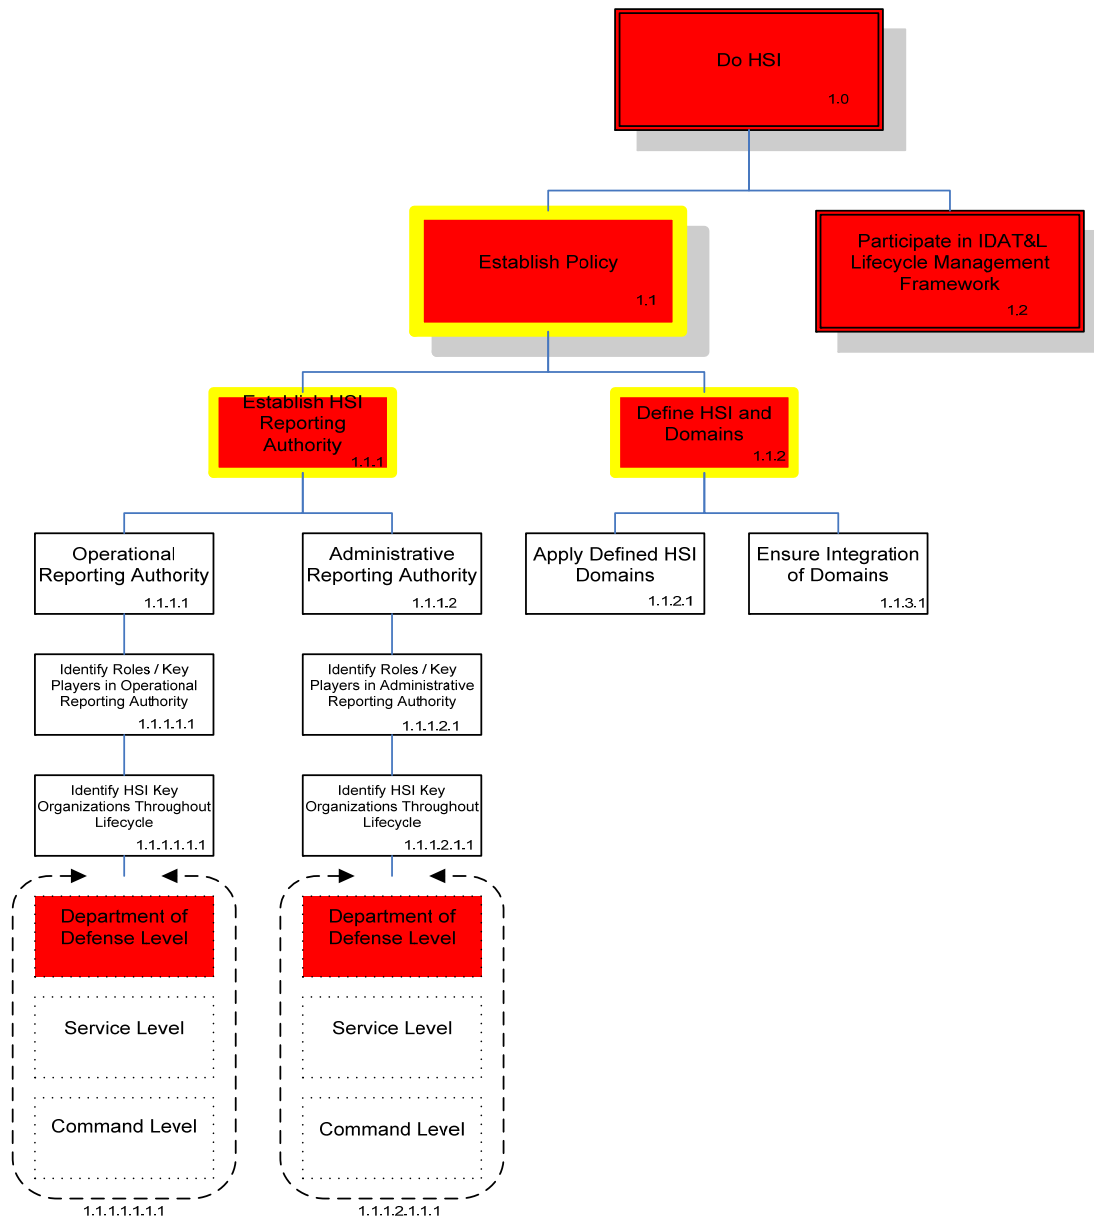 Do HSI
1.0
Establish Policy
1.1
Participate in IDAT&L
Lifecycle Management
Framework
1.2
Establish HSI
Reporting
Authority
1.1.1
Define HSI and
Domains
1.1.2
Operational
Reporting Authority
1.1.1.1
Administrative
Reporting Authority
1.1.1.2
Apply Defined HSI
Domains
1.1.2.1
Ensure Integration
of Domains
1.1.3.1
Identify Roles / Key
Players in Operational
Reporting Authority
1.1.1.1.1
Identify Roles / Key
Players in Administrative
Reporting Authority
1.1.1.2.1
Identify HSI Key
Organizations Throughout
Lifecycle
1.1.1.1.1.1
Identify HSI Key
Organizations Throughout
Lifecycle
1.1.1.2.1.1
Department of
Defense Level
Service Level
Command Level
1.1.1.1.1.1.1
Department of
Defense Level
Service Level
Command Level
1.1.1.2.1.1.1